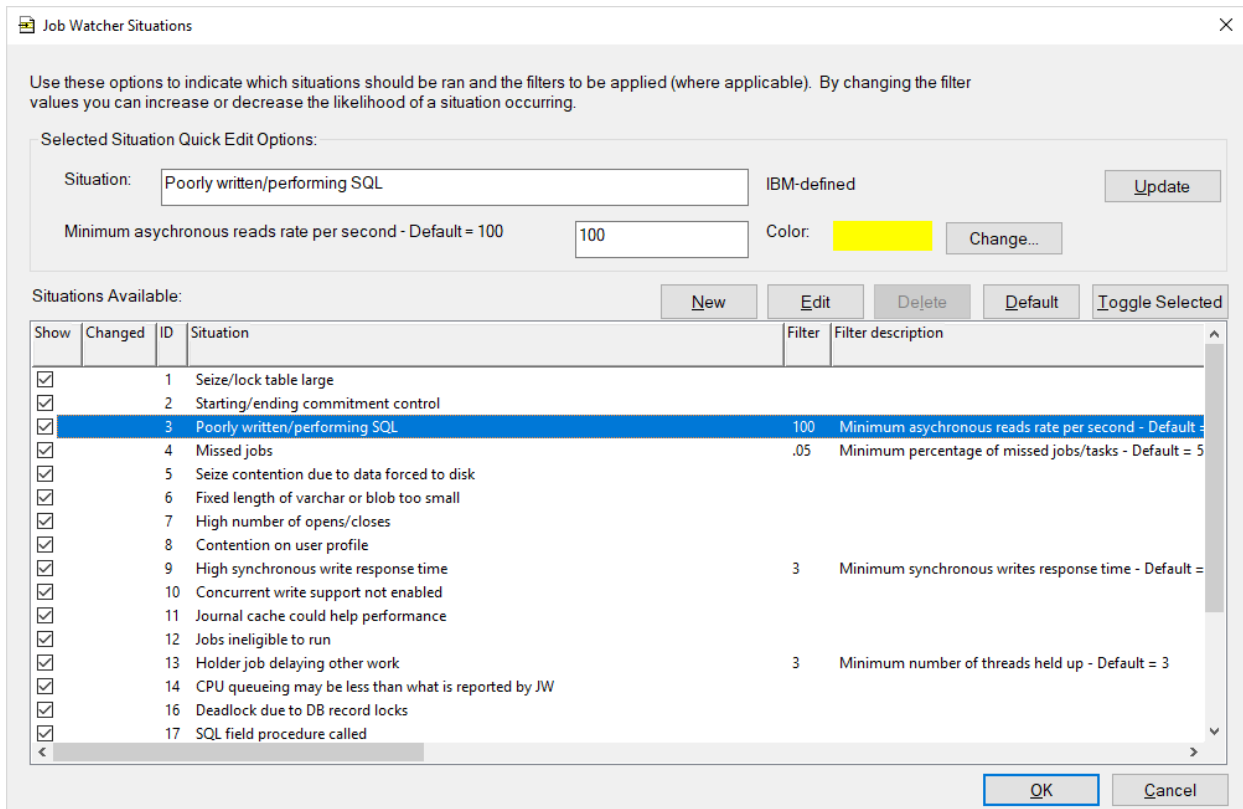 Job Watcher Situations
Use these options to indicate which situations should be ran and the filters to be applied (where applicable). By changing the filter
values you can increase or decrease the likelihood of a situation occurring.
Selected Situation Quick Edit Options:
Situation: Poorly written/performing SQL IBM-defined Update
Minimum asychronous reads rate per second - Default = 100 100 Color: Change...
Situations Available: New Edit Delete Default Toggle Selected
Show Changed ID Situation Filter Filter description
1 Seize/lock table large
2 Starting/ending commitment control
3 Poorly written/performing SQL 100 Minimum asychronous reads rate per second - Default =
4 Missed jobs .05 Minimum percentage of missed jobs/tasks - Default = 5
5 Seize contention due to data forced to disk
6 Fixed length of varchar or blob too small
7 High number of opens/closes
8 Contention on user profile
9 High synchronous write response time 3 Minimum synchronous writes response time - Default =
10 Concurrent write support not enabled
11 Journal cache could help performance
12 Jobs ineligible to run
13 Holder job delaying other work 3 Minimum number of threads held up - Default = 3
14 CPU queueing may be less than what is reported by JW
16 Deadlock due to DB record locks
17 SQL field procedure called
OK Cancel